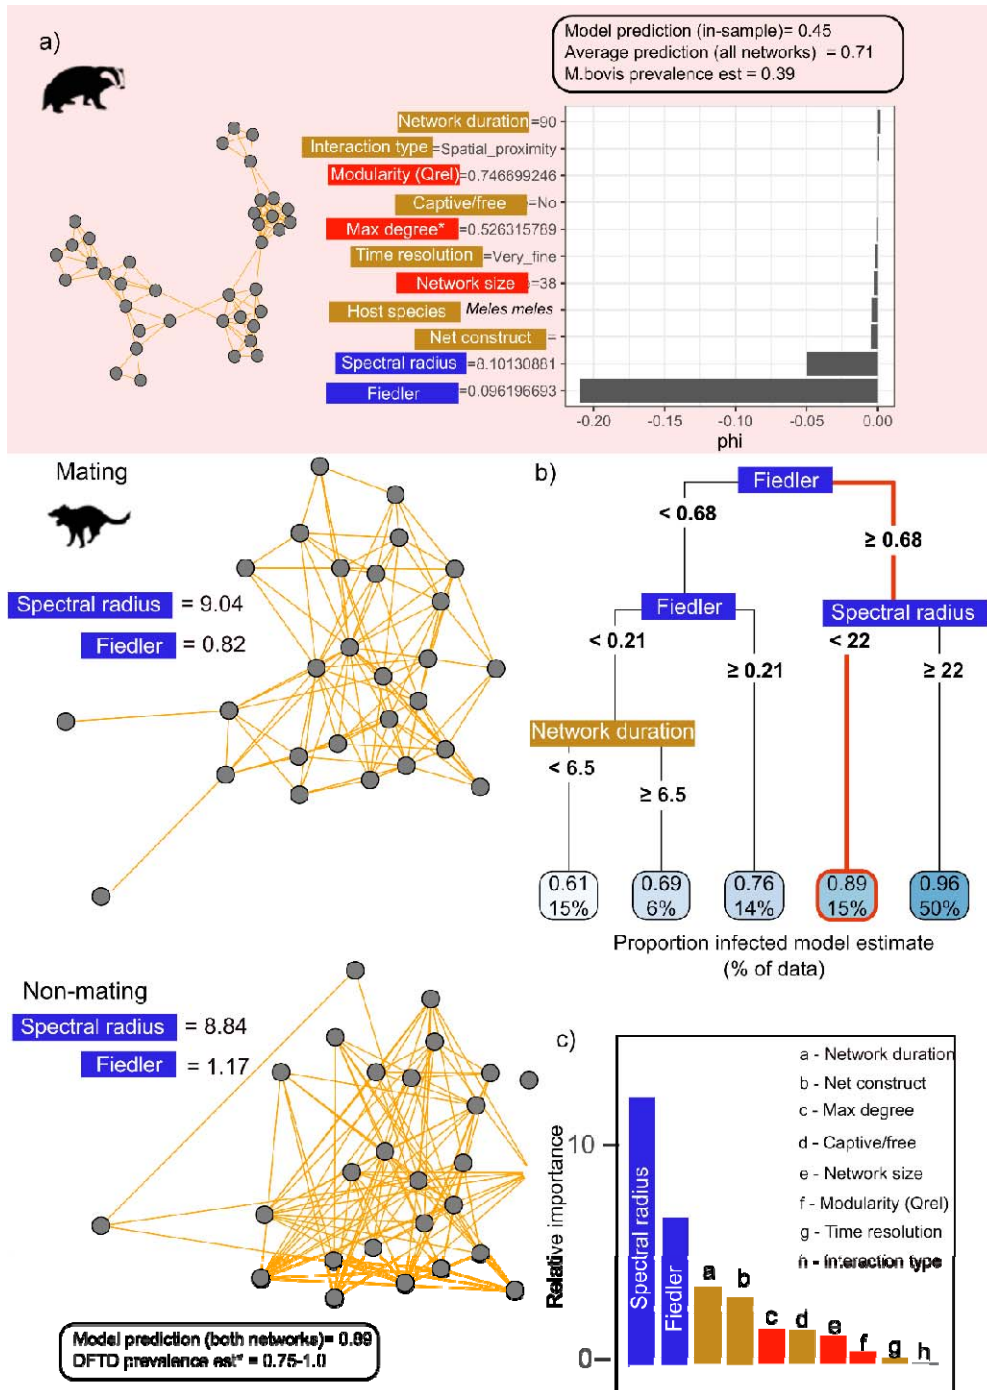 a)
Model prediction (in-sample)= 0.45
Average prediction (all networks) = 0.71
M.bovis prevalence est = 0.39
Network duration=90
Interaction type=Spatial_proximity
Modularity (Qrel)=0.746699246
Captive/free=No
Max degree*=0.526315789
Time resolution=Very_fine
Network size=38
Host species Meles meles
Net construct =
Spectral radius=8.10130881
Fiedler=0.096196693
-0.20 -0.15 -0.10 -0.05 0.00
phi
Mating
Spectral radius = 9.04
Fiedler = 0.82
b)
Fiedler
< 0.68
≥ 0.68
Fiedler
Spectral radius
< 0.21
≥ 0.21
< 22
≥ 22
Network duration
< 6.5
≥ 6.5
0.61 0.69 0.76 0.89 0.96
15% 6% 14% 15% 50%
Proportion infected model estimate
(% of data)
Non-mating
Spectral radius = 8.84
Fiedler = 1.17
Model prediction (both networks)= 0.89
DFTD prevalence est* = 0.75-1.0
c)
a - Network duration
b - Net construct
c - Max degree
d - Captive/free
e - Network size
f - Modularity (Qrel)
g - Time resolution
h - Interaction type
Relative importance
10
0
Spectral radius
Fiedler
a b c d e f g h